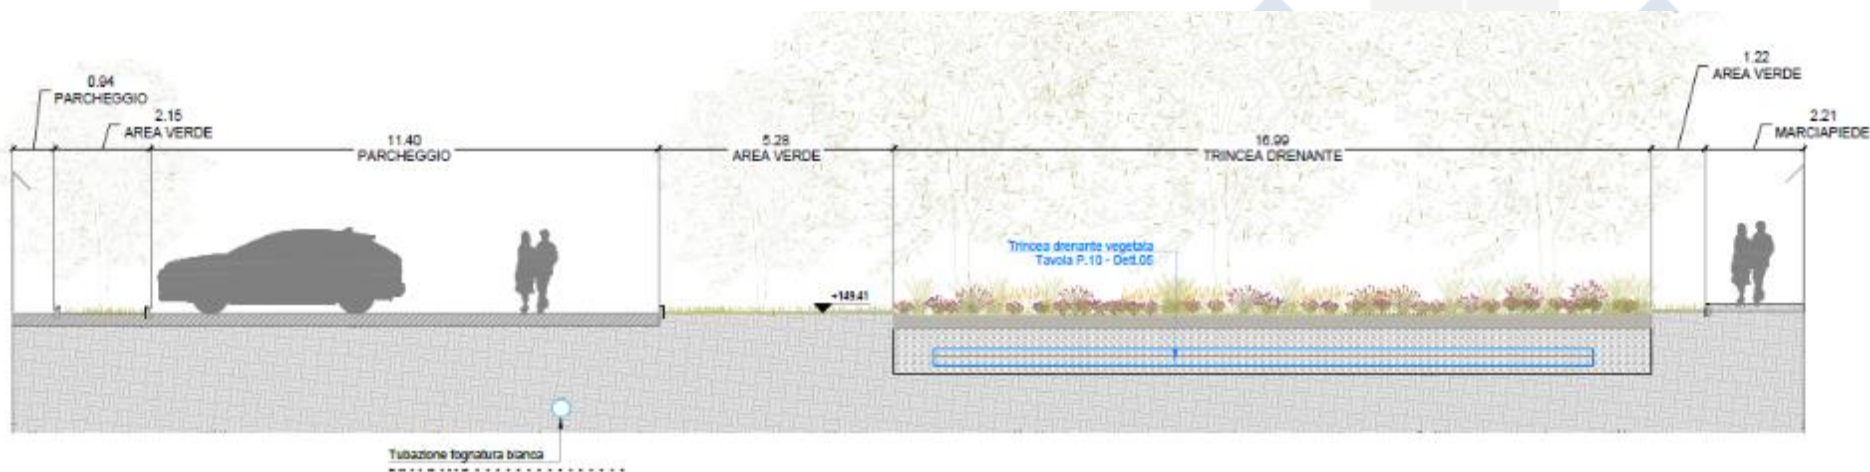 0.94
PARCHEGGIO
2.15
AREA VERDE
11.40
PARCHEGGIO
5.28
AREA VERDE
16.99
TRINCEA DRENANTE
1.22
AREA VERDE
2.21
MARCIAPIEDE
Trincea drenante vegetata
Tavola P.10 - Dett.05
+149.41
Tubazione fognatura bianca